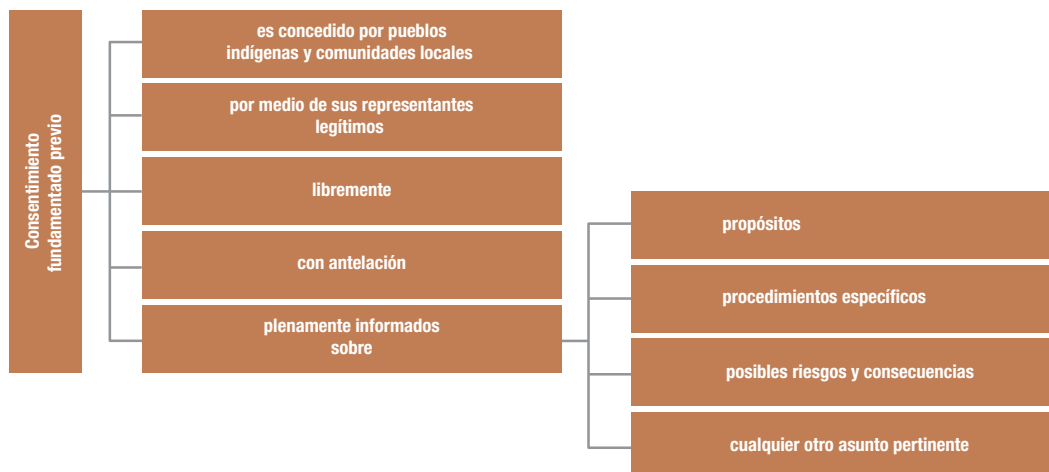 Consentimiento
fundamentado previo
es concedido por pueblos
indígenas y comunidades locales
por medio de sus representantes
legítimos
libremente
con antelación
plenamente informados
sobre
propósitos
procedimientos específicos
posibles riesgos y consecuencias
cualquier otro asunto pertinente